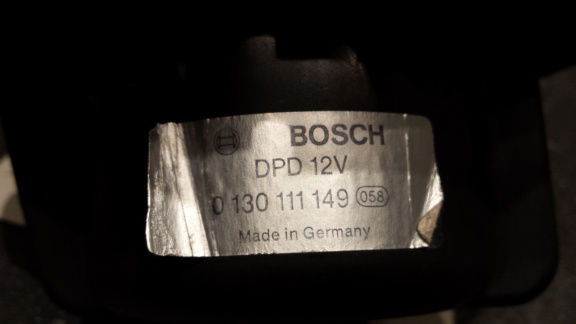 BOSCH
DPD 12V
0 130 111 149 058
Made in Germany